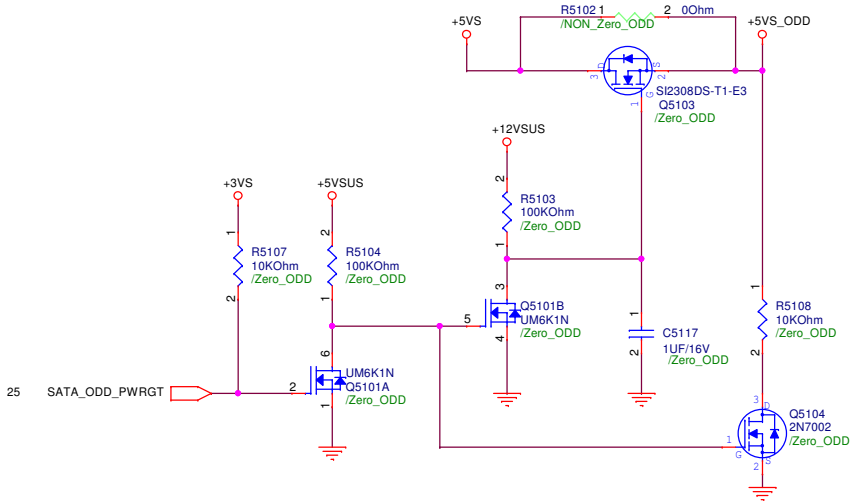 R5102 1 2 0Ohm
/NON_Zero_ODD
+5VS
+5VS_ODD
3 D S 2
G
1
SI2308DS-T1-E3
Q5103
/Zero_ODD
+12VSUS
2
R5103
100KOhm
/Zero_ODD
1
+3VS
+5VSUS
1
R5107
10KOhm
/Zero_ODD
2
2
R5104
100KOhm
/Zero_ODD
1
3
5
Q5101B
UM6K1N
/Zero_ODD
4
1
C5117
1UF/16V
2
/Zero_ODD
1
R5108
10KOhm
/Zero_ODD
2
6
UM6K1N
Q5101A
/Zero_ODD
25 SATA_ODD_PWRGT
2
1
3 D
Q5104
2N7002
/Zero_ODD
1
G
S
2